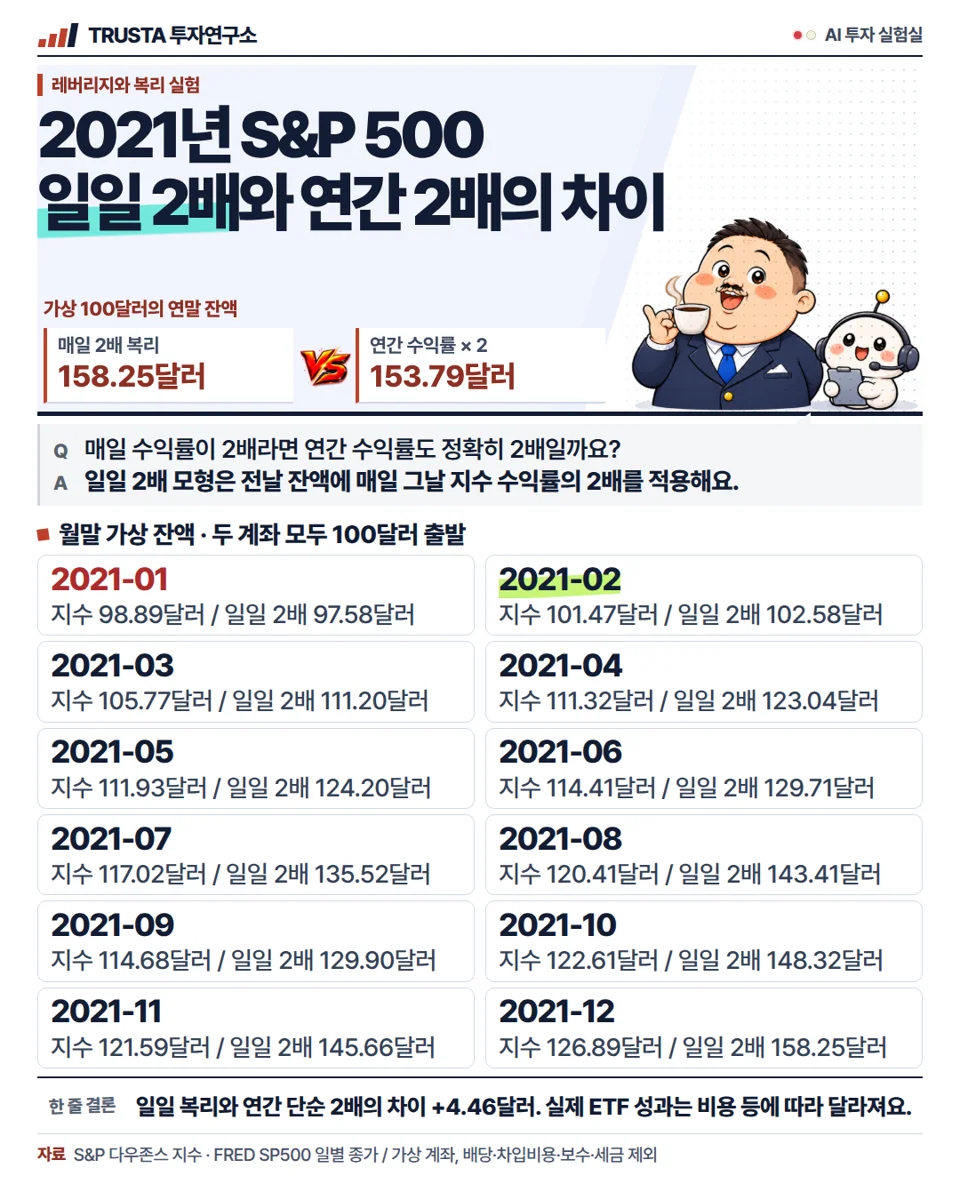 TRUSTA 투자연구소
AI 투자 실험실
레버리지와 복리 실험
2021년 S&P 500
일일 2배와 연간 2배의 차이
가상 100달러의 연말 잔액
매일 2배 복리
158.25달러
VS
연간 수익률 × 2
153.79달러
Q 매일 수익률이 2배라면 연간 수익률도 정확히 2배일까요?
A 일일 2배 모형은 전날 잔액에 매일 그날 지수 수익률의 2배를 적용해요.
월말 가상 잔액 · 두 계좌 모두 100달러 출발
2021-01
지수 98.89달러 / 일일 2배 97.58달러
2021-02
지수 101.47달러 / 일일 2배 102.58달러
2021-03
지수 105.77달러 / 일일 2배 111.20달러
2021-04
지수 111.32달러 / 일일 2배 123.04달러
2021-05
지수 111.93달러 / 일일 2배 124.20달러
2021-06
지수 114.41달러 / 일일 2배 129.71달러
2021-07
지수 117.02달러 / 일일 2배 135.52달러
2021-08
지수 120.41달러 / 일일 2배 143.41달러
2021-09
지수 114.68달러 / 일일 2배 129.90달러
2021-10
지수 122.61달러 / 일일 2배 148.32달러
2021-11
지수 121.59달러 / 일일 2배 145.66달러
2021-12
지수 126.89달러 / 일일 2배 158.25달러
한 줄 결론 일일 복리와 연간 단순 2배의 차이 +4.46달러. 실제 ETF 성과는 비용 등에 따라 달라져요.
자료 S&P 다우존스 지수 · FRED SP500 일별 종가 / 가상 계좌, 배당·차입비용·보수·세금 제외